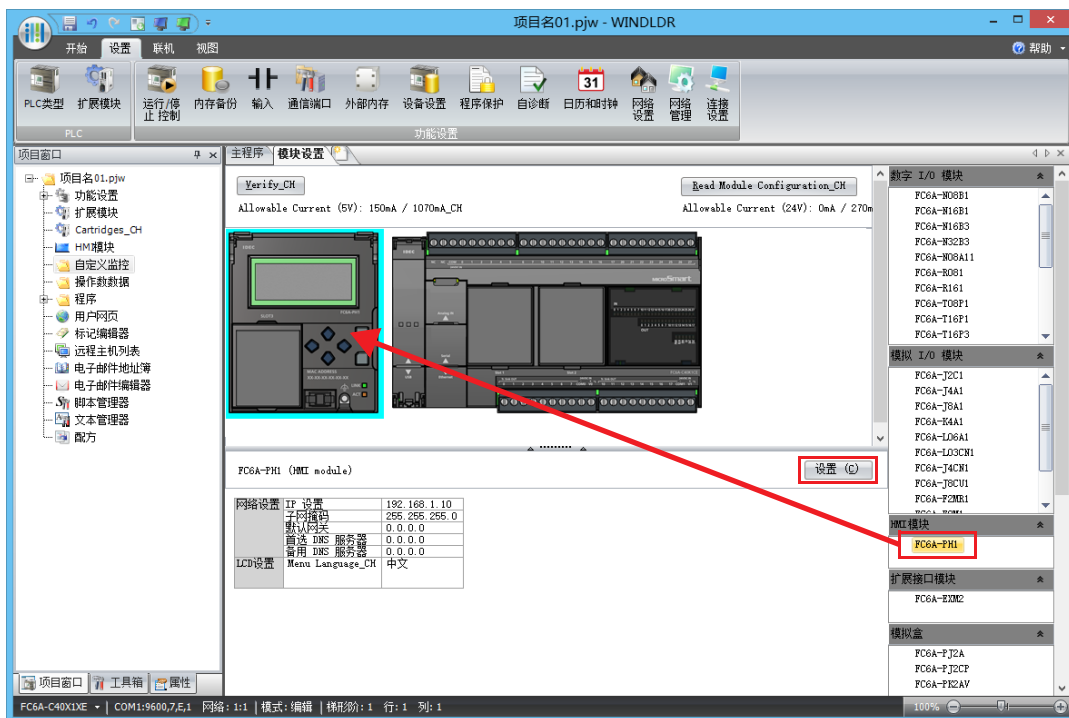 项目名01.pjw - WINDLDR
开始 设置 联机 视图 帮助
PLC类型 扩展模块 运行/停止 控制 内存备份 输入 通信端口 外部内存 设备设置 程序保护 自诊断 31 日历和时钟 网络设置 网络管理 连接设置
PLC 功能设置
项目窗口
项目名01.pjw
功能设置
扩展模块
Cartridges_CH
HMI模块
自定义监控
操作数数据
程序
用户网页
标记编辑器
远程主机列表
电子邮件地址簿
电子邮件编辑器
脚本管理器
文本管理器
配方
项目窗口 工具箱 属性
主程序 模块设置
Verify_CH Read Module Configuration_CH
Allowable Current (5V): 150mA / 1070mA_CH Allowable Current (24V): 0mA / 270m
FC6A-PH1 (HMI module) 设置 (C)
网络设置 IP 设置 192.168.1.10
子网掩码 255.255.255.0
默认网关 0.0.0.0
首选 DNS 服务器 0.0.0.0
备用 DNS 服务器 0.0.0.0
LCD设置 Menu Language_CH 中文
数字 I/O 模块
FC6A-N08B1
FC6A-N16B1
FC6A-N16B3
FC6A-N32B3
FC6A-N08A11
FC6A-R081
FC6A-R161
FC6A-T08P1
FC6A-T16P1
FC6A-T16P3
模拟 I/O 模块
FC6A-J2C1
FC6A-J4A1
FC6A-J8A1
FC6A-K4A1
FC6A-L06A1
FC6A-L03CN1
FC6A-J4CN1
FC6A-J8CU1
FC6A-F2MR1
HMI模块
FC6A-PH1
扩展接口模块
FC6A-EXM2
模拟盒
FC6A-PJ2A
FC6A-PJ2CP
FC6A-PK2AV
FC6A-C40X1XE COM1:9600,7,E,1 网络: 1:1 模式: 编辑 梯形阶: 1 行: 1 列: 1 100%